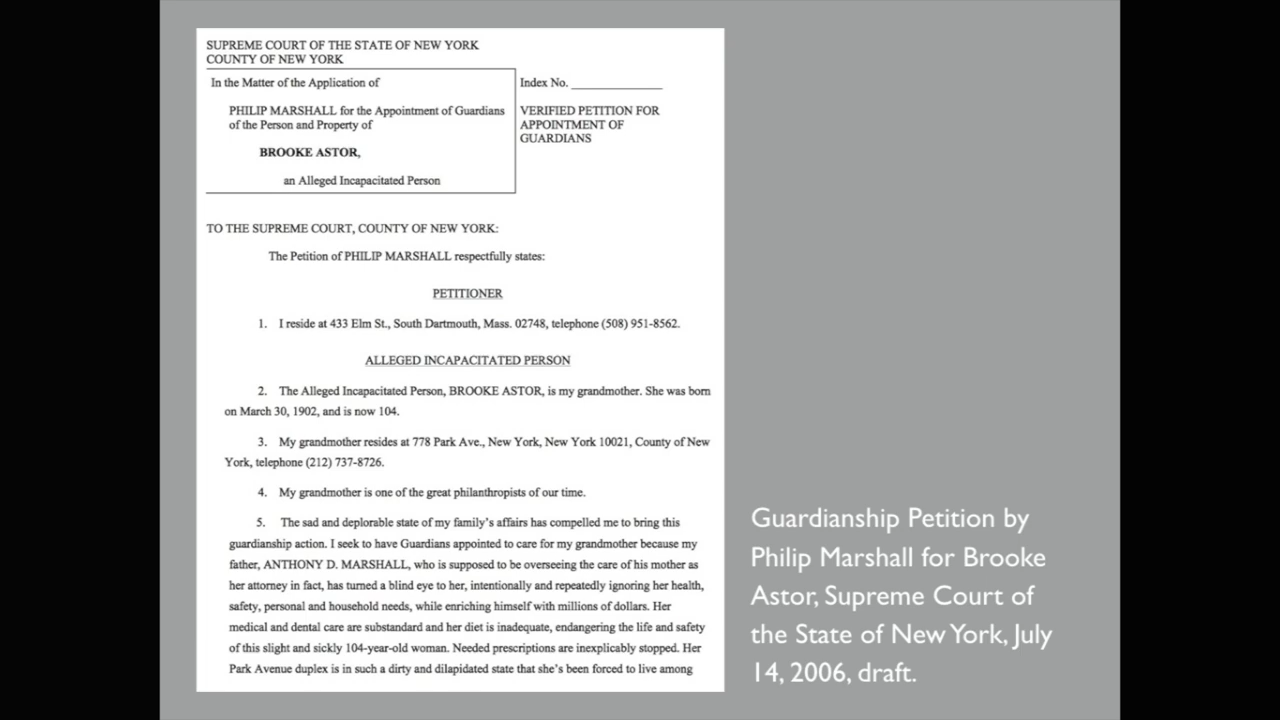 SUPREME COURT OF THE STATE OF NEW YORK
COUNTY OF NEW YORK
In the Matter of the Application of
PHILIP MARSHALL for the Appointment of Guardians
of the Person and Property of
BROOKE ASTOR,
an Alleged Incapacitated Person
Index No. ______________
VERIFIED PETITION FOR
APPOINTMENT OF
GUARDIANS
TO THE SUPREME COURT, COUNTY OF NEW YORK:
The Petition of PHILIP MARSHALL respectfully states:
PETITIONER
1. I reside at 433 Elm St., South Dartmouth, Mass. 02748, telephone (508) 951-8562.
ALLEGED INCAPACITATED PERSON
2. The Alleged Incapacitated Person, BROOKE ASTOR, is my grandmother. She was born
on March 30, 1902, and is now 104.
3. My grandmother resides at 778 Park Ave., New York, New York 10021, County of New
York, telephone (212) 737-8726.
4. My grandmother is one of the great philanthropists of our time.
5. The sad and deplorable state of my family's affairs has compelled me to bring this
guardianship action. I seek to have Guardians appointed to care for my grandmother because my
father, ANTHONY D. MARSHALL, who is supposed to be overseeing the care of his mother as
her attorney in fact, has turned a blind eye to her, intentionally and repeatedly ignoring her health,
safety, personal and household needs, while enriching himself with millions of dollars. Her
medical and dental care are substandard and her diet is inadequate, endangering the life and safety
of this slight and sickly 104-year-old woman. Needed prescriptions are inexplicably stopped. Her
Park Avenue duplex is in such a dirty and dilapidated state that she's been forced to live among
Guardianship Petition by
Philip Marshall for Brooke
Astor, Supreme Court of
the State of New York, July
14, 2006, draft.